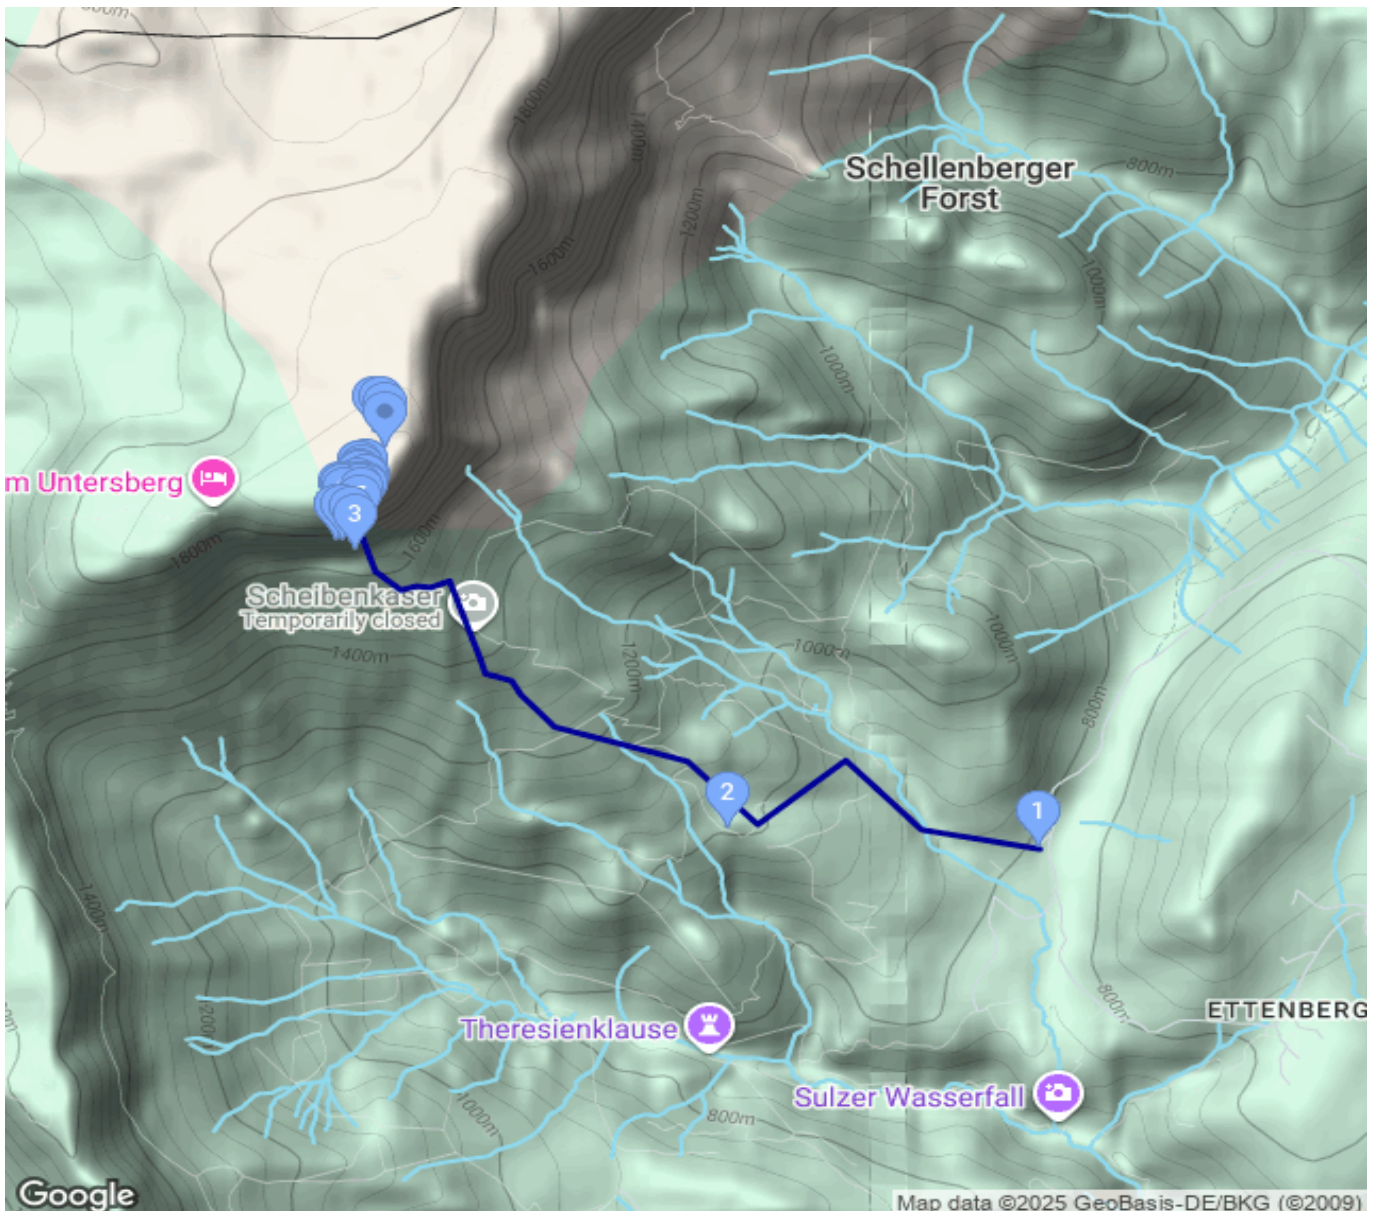 1800m
1400m
Schellenberger
Forst
800m
1200m
1600m
1000m
1000m
m Untersberg
3
1800m
1600m
Scheibenkaser
Temporarily closed
1400m
1200m
1000m
1000m
800m
2
1
1400m
800m
ETTENBERG
Theresienklause
Sulzer Wasserfall
1000m
800m
Google
Map data ©2025 GeoBasis-DE/BKG (©2009)